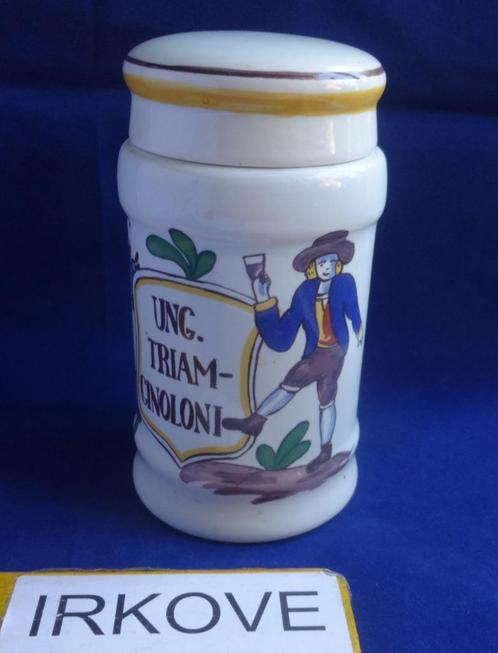 UNG.
TRIAM-
CINOLONI
IRKOVE